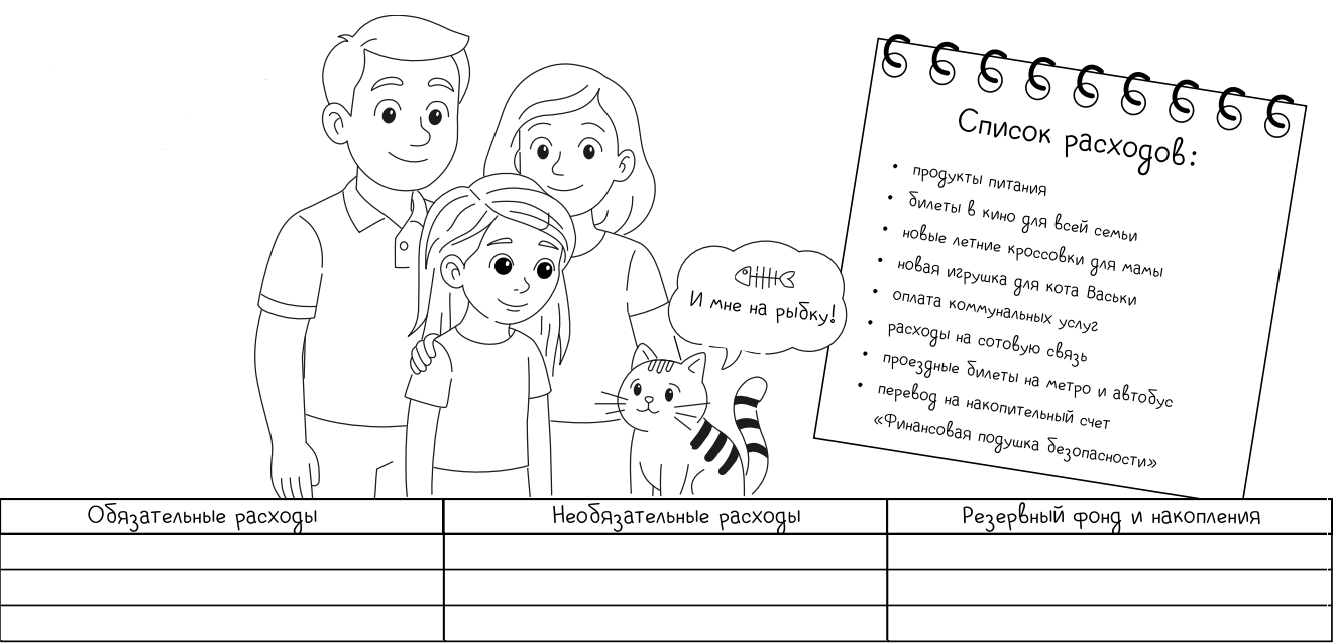 Список расходов:
• продукты питания
• билеты в кино для всей семьи
• новые летние кроссовки для мамы
• новая игрушка для кота Васьки
• оплата коммунальных услуг
• расходы на сотовую связь
• проездные билеты на метро и автобус
• перевод на накопительный счет
«Финансовая подушка безопасности»
И мне на рыбку!
Обязательные расходы
Необязательные расходы
Резервный фонд и накопления